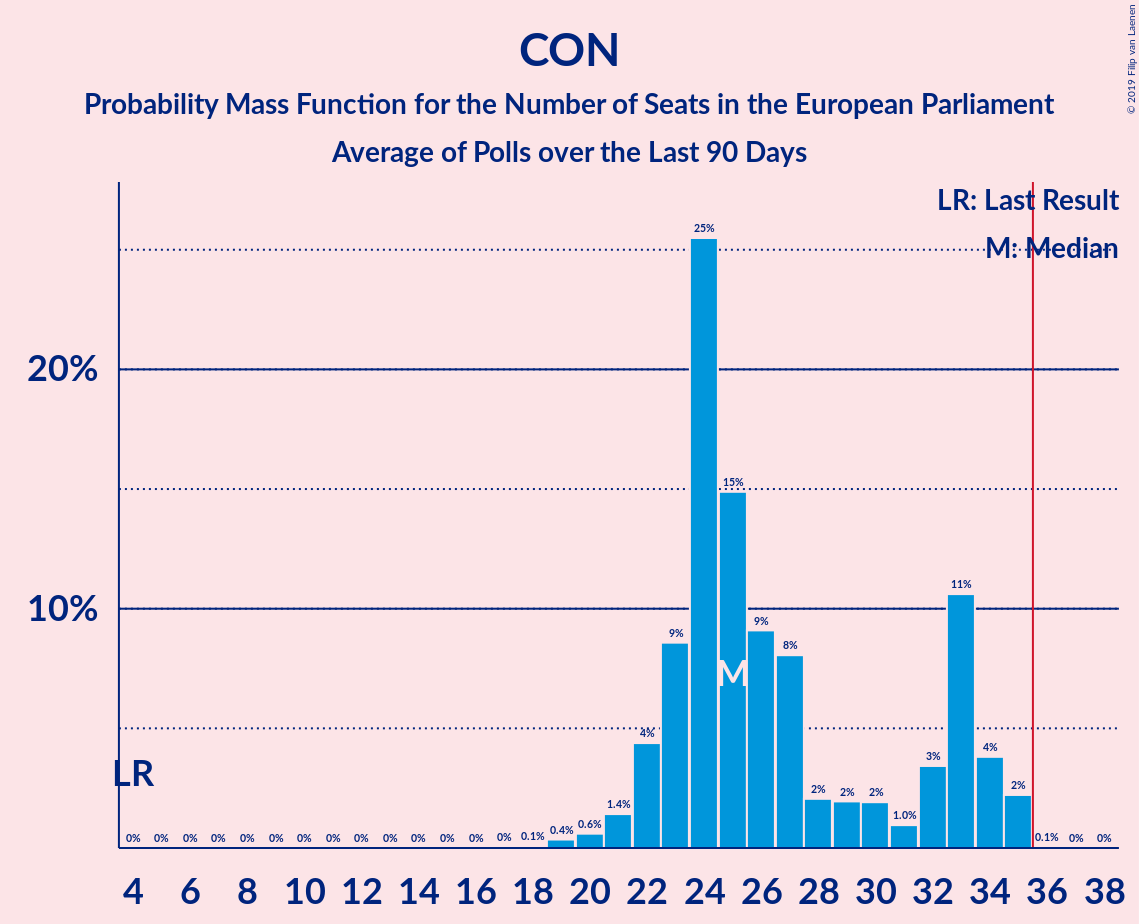 CON
Probability Mass Function for the Number of Seats in the European Parliament
Average of Polls over the Last 90 Days
© 2019 Filip van Laenen
LR: Last Result
M: Median
20%
10%
LR
M
0% 0% 0% 0% 0% 0% 0% 0% 0% 0% 0% 0% 0% 0% 0.1% 0.4% 0.6% 1.4% 4% 9% 25% 15% 9% 8% 2% 2% 2% 1.0% 3% 11% 4% 2% 0.1% 0% 0%
4 6 8 10 12 14 16 18 20 22 24 26 28 30 32 34 36 38